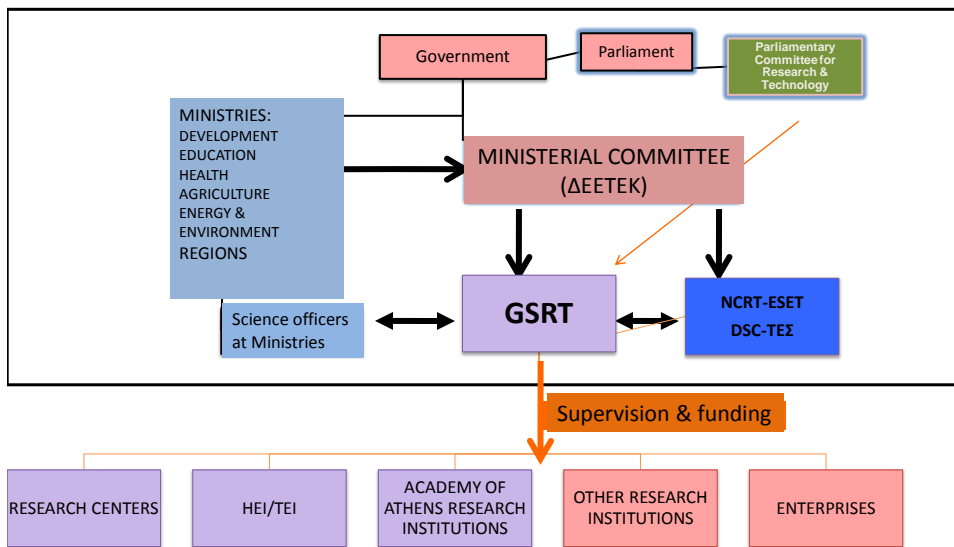 Government
Parliament
Parliamentary
Committee for
Research &
Technology
MINISTRIES:
DEVELOPMENT
EDUCATION
HEALTH
AGRICULTURE
ENERGY &
ENVIRONMENT
REGIONS
MINISTERIAL COMMITTEE
(ΔΕΕΤΕΚ)
Science officers
at Ministries
GSRT
NCRT-ESET
DSC-ΤΕΣ
Supervision & funding
RESEARCH CENTERS
HEI/TEI
ACADEMY OF
ATHENS RESEARCH
INSTITUTIONS
OTHER RESEARCH
INSTITUTIONS
ENTERPRISES